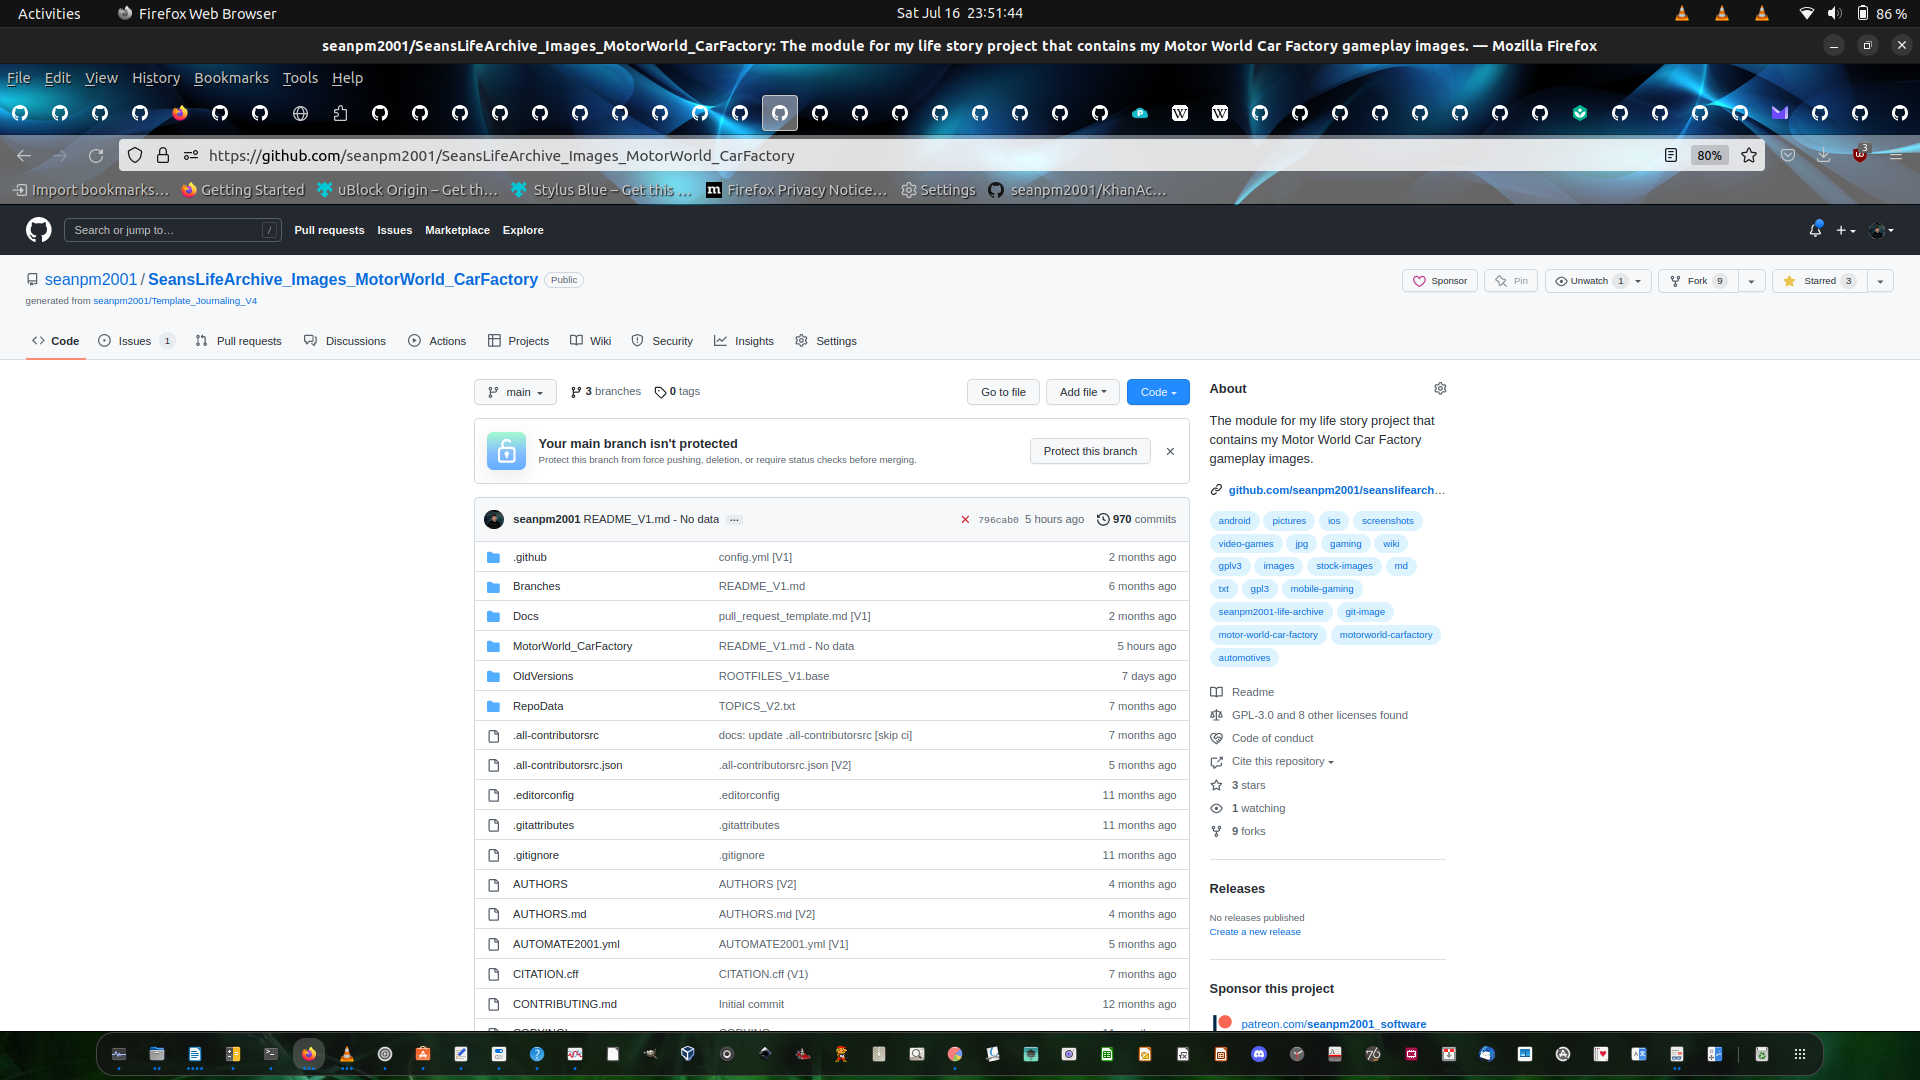 Activities
Firefox Web Browser
Sat Jul 16 23:51:44
86 %
seanpm2001/SeansLifeArchive_Images_MotorWorld_CarFactory: The module for my life story project that contains my Motor World Car Factory gameplay images. — Mozilla Firefox
File Edit View History Bookmarks Tools Help
https://github.com/seanpm2001/SeansLifeArchive_Images_MotorWorld_CarFactory
80%
3
Import bookmarks…
Getting Started
uBlock Origin – Get th…
Stylus Blue – Get this …
Firefox Privacy Notice…
Settings
seanpm2001/KhanAc…
Search or jump to…
/
Pull requests Issues Marketplace Explore
seanpm2001 / SeansLifeArchive_Images_MotorWorld_CarFactory Public
generated from seanpm2001/Template_Journaling_V4
Sponsor
Pin
Unwatch 1
Fork 9
Starred 3
Code
Issues 1
Pull requests
Discussions
Actions
Projects
Wiki
Security
Insights
Settings
main
3 branches
0 tags
Go to file
Add file
Code
Your main branch isn't protected
Protect this branch from force pushing, deletion, or require status checks before merging.
Protect this branch
seanpm2001 README_V1.md - No data … 796cab0 5 hours ago 970 commits
.github config.yml [V1] 2 months ago
Branches README_V1.md 6 months ago
Docs pull_request_template.md [V1] 2 months ago
MotorWorld_CarFactory README_V1.md - No data 5 hours ago
OldVersions ROOTFILES_V1.base 7 days ago
RepoData TOPICS_V2.txt 7 months ago
.all-contributorsrc docs: update .all-contributorsrc [skip ci] 7 months ago
.all-contributorsrc.json .all-contributorsrc.json [V2] 5 months ago
.editorconfig .editorconfig 11 months ago
.gitattributes .gitattributes 11 months ago
.gitignore .gitignore 11 months ago
AUTHORS AUTHORS [V2] 4 months ago
AUTHORS.md AUTHORS.md [V2] 4 months ago
AUTOMATE2001.yml AUTOMATE2001.yml [V1] 5 months ago
CITATION.cff CITATION.cff (V1) 7 months ago
CONTRIBUTING.md Initial commit 12 months ago
About
The module for my life story project that
contains my Motor World Car Factory
gameplay images.
github.com/seanpm2001/seanslifearch…
android pictures ios screenshots
video-games jpg gaming wiki
gplv3 images stock-images md
txt gpl3 mobile-gaming
seanpm2001-life-archive git-image
motor-world-car-factory motorworld-carfactory
automotives
Readme
GPL-3.0 and 8 other licenses found
Code of conduct
Cite this repository
3 stars
1 watching
9 forks
Releases
No releases published
Create a new release
Sponsor this project
patreon.com/seanpm2001_software